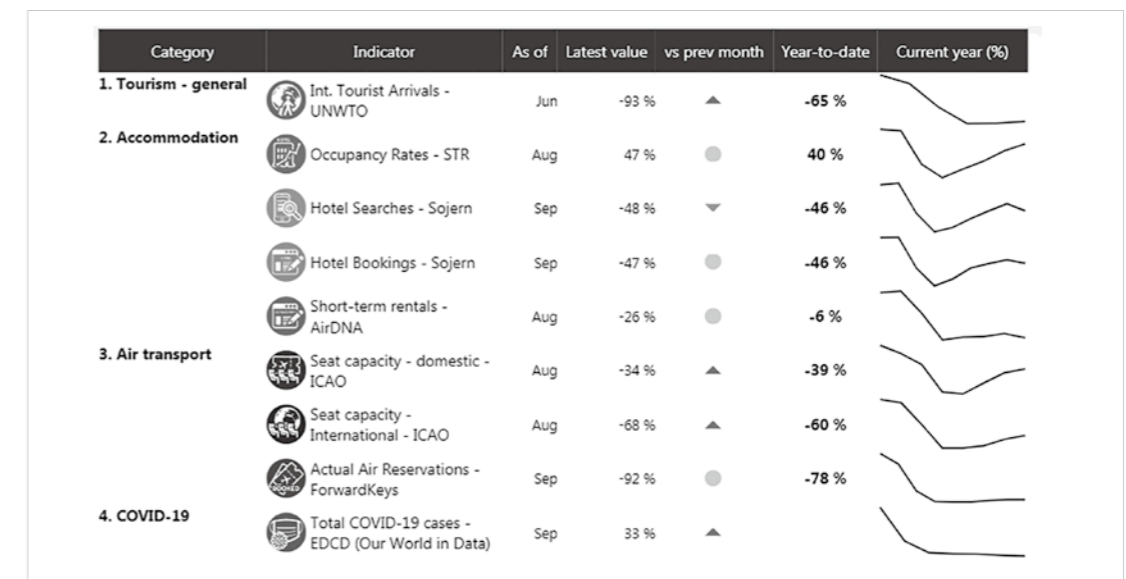 Category Indicator As of Latest value vs prev month Year-to-date Current year (%)
1. Tourism - general
Int. Tourist Arrivals -
UNWTO
Jun -93 % -65 %
2. Accommodation
Occupancy Rates - STR Aug 47 % 40 %
Hotel Searches - Sojern Sep -48 % -46 %
Hotel Bookings - Sojern Sep -47 % -46 %
Short-term rentals -
AirDNA
Aug -26 % -6 %
3. Air transport
Seat capacity - domestic -
ICAO
Aug -34 % -39 %
Seat capacity -
International - ICAO
Aug -68 % -60 %
Actual Air Reservations -
ForwardKeys
BOOKED
Sep -92 % -78 %
4. COVID-19
Total COVID-19 cases -
EDCD (Our World in Data)
Sep 33 %